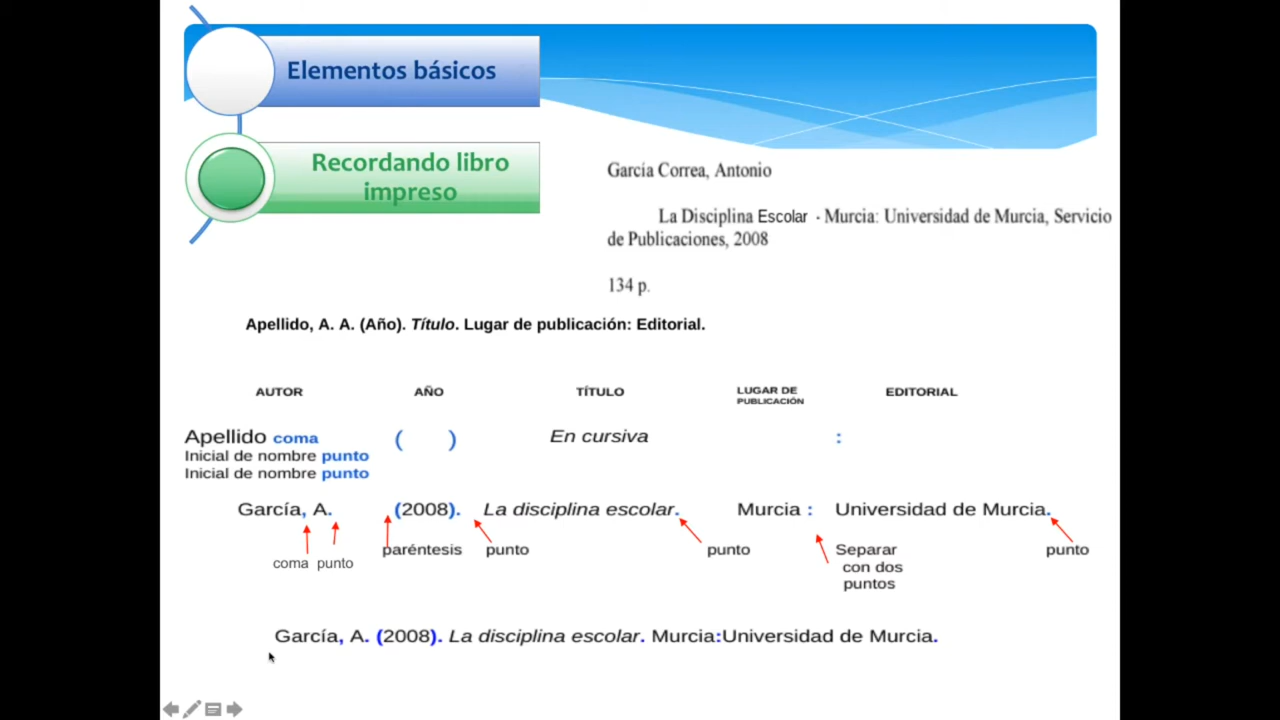 Elementos básicos
Recordando libro
impreso
García Correa, Antonio
La Disciplina Escolar - Murcia: Universidad de Murcia, Servicio
de Publicaciones, 2008
134 p.
Apellido, A. A. (Año). Título. Lugar de publicación: Editorial.
AUTOR AÑO TÍTULO LUGAR DE PUBLICACIÓN EDITORIAL
Apellido coma ( ) En cursiva :
Inicial de nombre punto
Inicial de nombre punto
García, A. (2008). La disciplina escolar. Murcia : Universidad de Murcia.
coma punto paréntesis punto punto Separar con dos puntos punto
García, A. (2008). La disciplina escolar. Murcia:Universidad de Murcia.